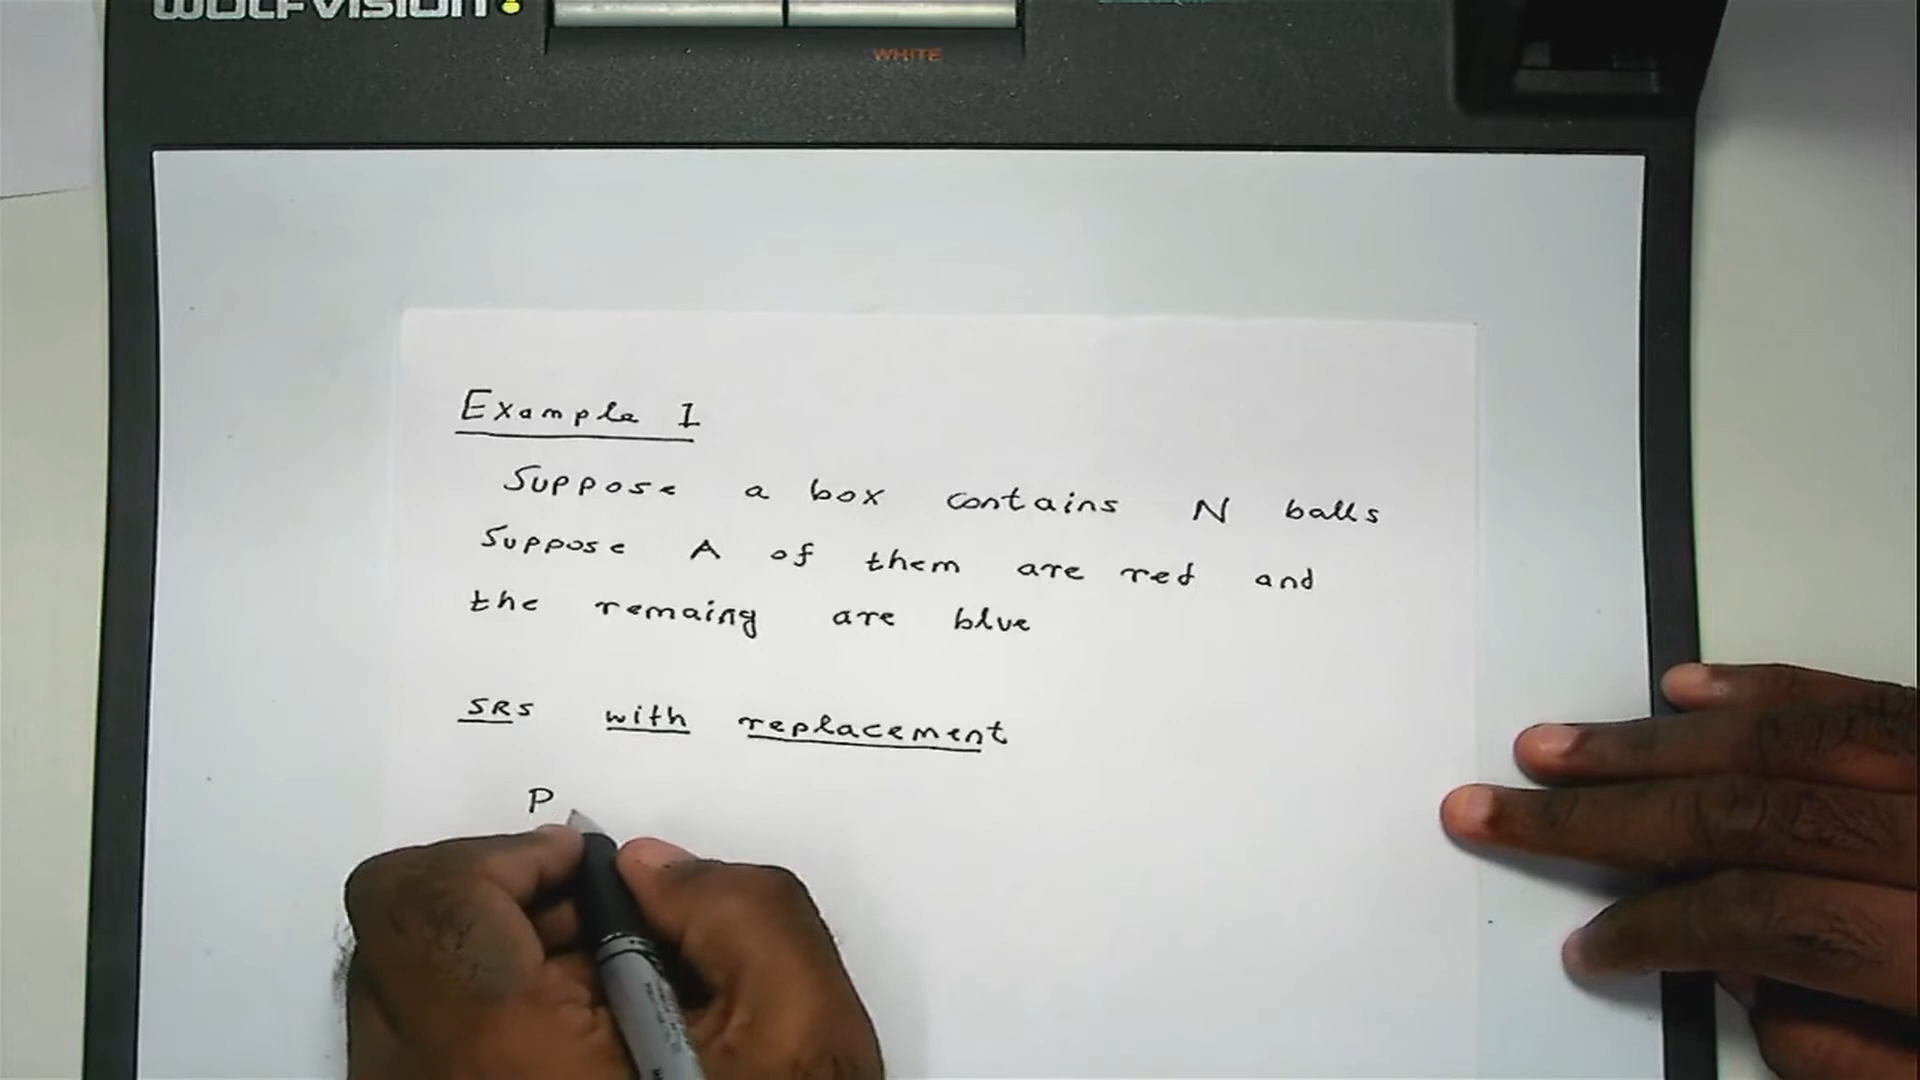 WOLFVISION
WHITE
Example 1
Suppose a box contains N balls
Suppose A of them are red and
the remaing are blue
SRS with replacement
P